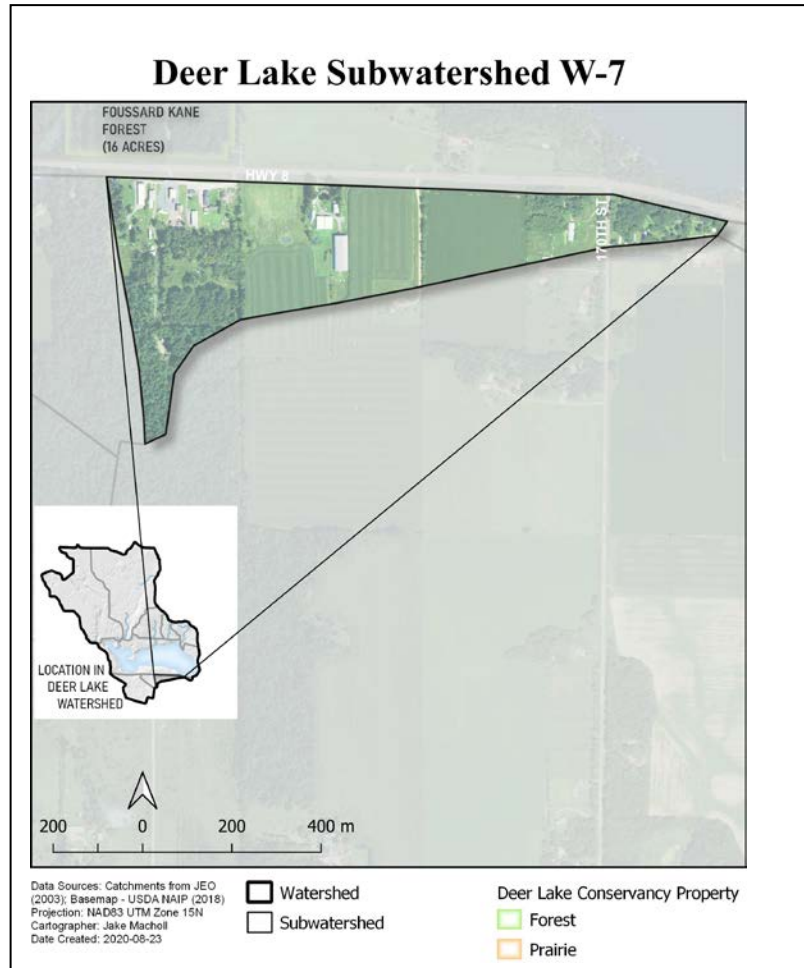 Deer Lake Subwatershed W-7
FOUSSARD KANE
FOREST
(16 ACRES)
HWY 8
170TH ST
LOCATION IN
DEER LAKE
WATERSHED
200 0 200 400 m
Data Sources: Catchments from JEO
(2003); Basemap - USDA NAIP (2018)
Projection: NAD83 UTM Zone 15N
Cartographer: Jake Macholl
Date Created: 2020-08-23
Watershed
Subwatershed
Deer Lake Conservancy Property
Forest
Prairie